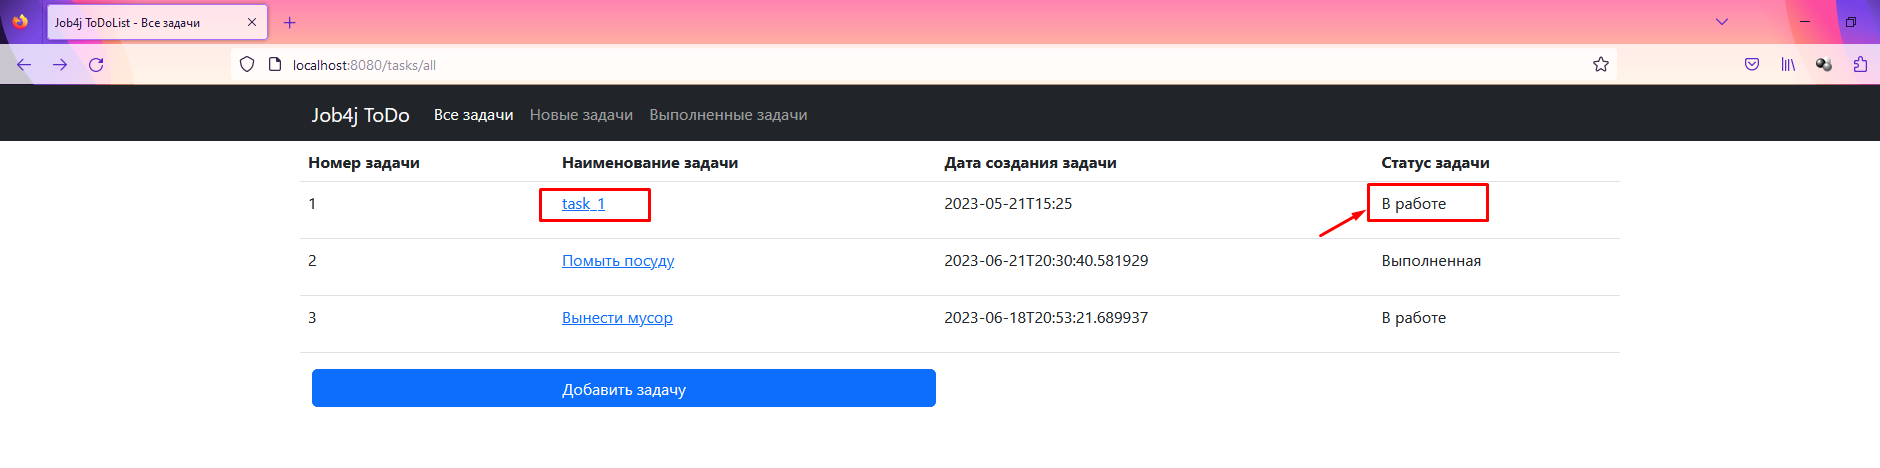 Job4j ToDoList - Все задачи
localhost:8080/tasks/all
Job4j ToDo Все задачи Новые задачи Выполненные задачи
Номер задачи Наименование задачи Дата создания задачи Статус задачи
1 task_1 2023-05-21T15:25 В работе
2 Помыть посуду 2023-06-21T20:30:40.581929 Выполненная
3 Вынести мусор 2023-06-18T20:53:21.689937 В работе
Добавить задачу